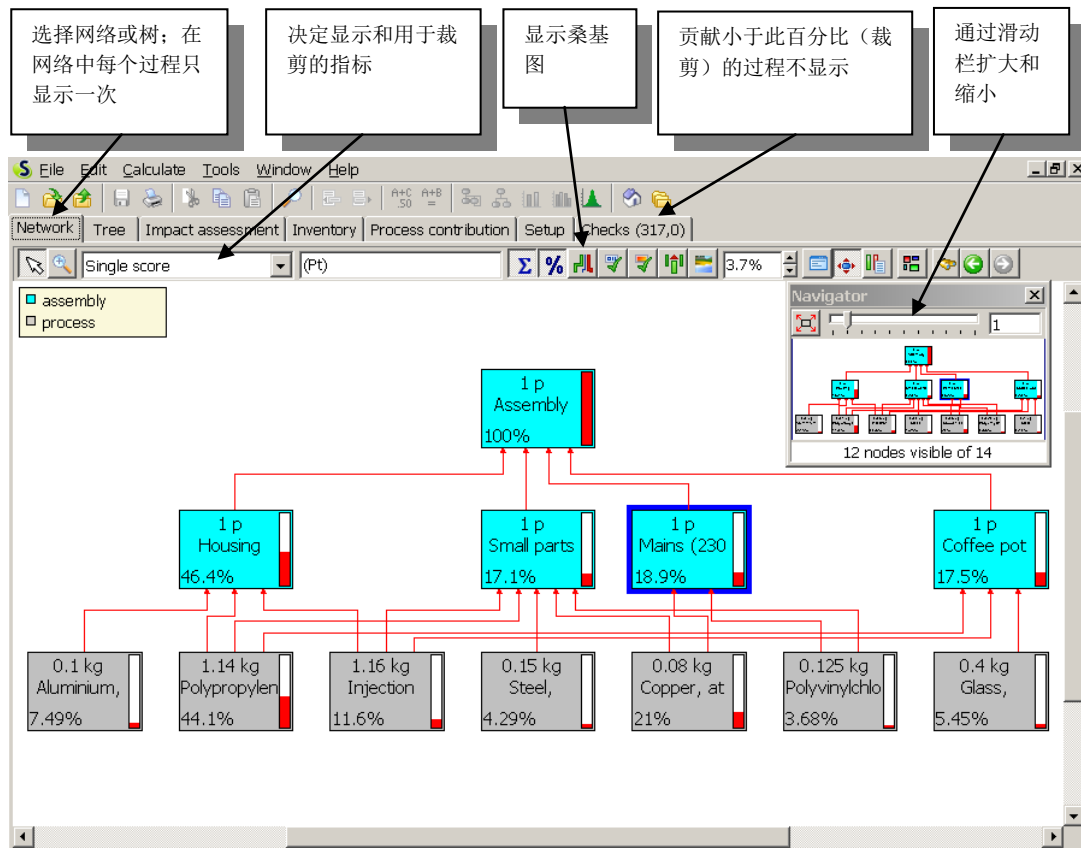 选择网络或树；在
网络中每个过程只
显示一次
决定显示和用于裁
剪的指标
显示桑基
图
贡献小于此百分比（裁
剪）的过程不显示
通过滑动
栏扩大和
缩小
File Edit Calculate Tools Window Help
A+C
.50
A+B
=
Network Tree Impact assessment Inventory Process contribution Setup Checks (317,0)
Single score (Pt) Σ % 3.7%
assembly
process
Navigator
1
12 nodes visible of 14
1 p
Assembly
100%
1 p
Housing
46.4%
1 p
Small parts
17.1%
1 p
Mains (230
18.9%
1 p
Coffee pot
17.5%
0.1 kg
Aluminium,
7.49%
1.14 kg
Polypropylen
44.1%
1.16 kg
Injection
11.6%
0.15 kg
Steel,
4.29%
0.08 kg
Copper, at
21%
0.125 kg
Polyvinylchlo
3.68%
0.4 kg
Glass,
5.45%